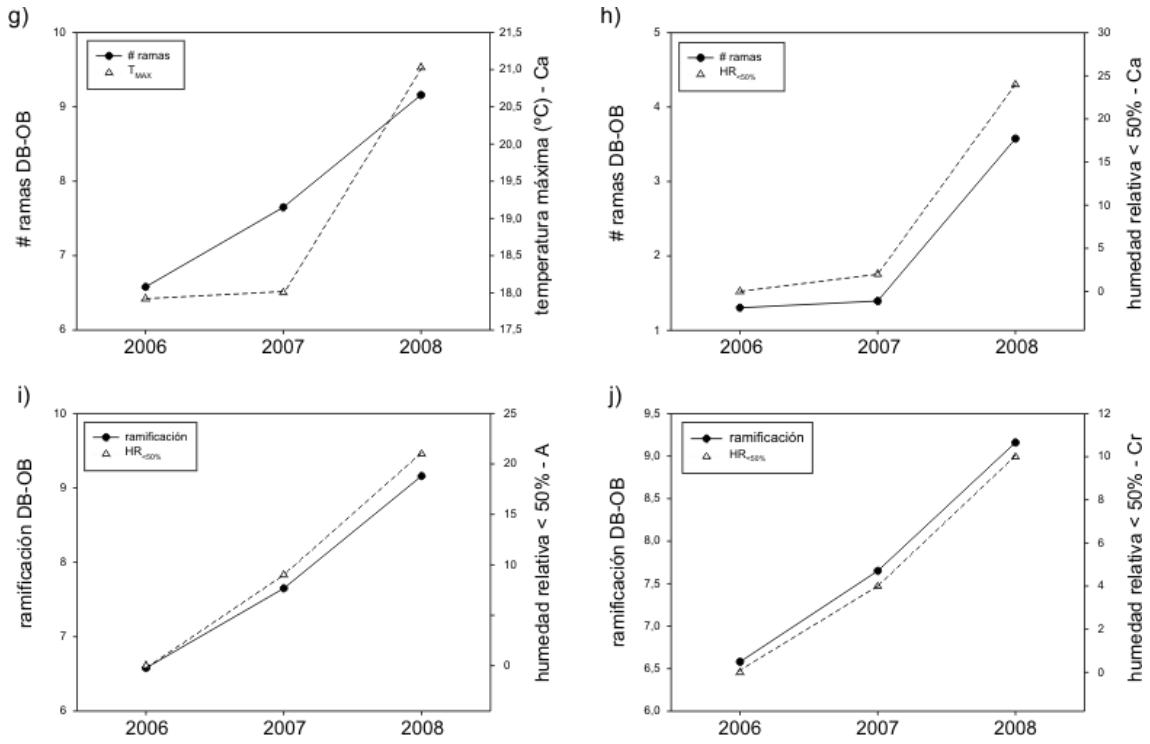 g)
10
9
8
7
6
# ramas DB-OB
# ramas
TMAX
21,5
21,0
20,5
20,0
19,5
19,0
18,5
18,0
17,5
temperatura máxima (ºC) - Ca
2006 2007 2008
h)
5
4
3
2
1
# ramas DB-OB
# ramas
HR<50%
30
25
20
15
10
5
0
humedad relativa < 50% - Ca
2006 2007 2008
i)
10
9
8
7
6
ramificación DB-OB
ramificación
HR<50%
25
20
15
10
5
0
humedad relativa < 50% - A
2006 2007 2008
j)
9,5
9,0
8,5
8,0
7,5
7,0
6,5
6,0
ramificación DB-OB
ramificación
HR<50%
12
10
8
6
4
2
0
humedad relativa < 50% - Cr
2006 2007 2008